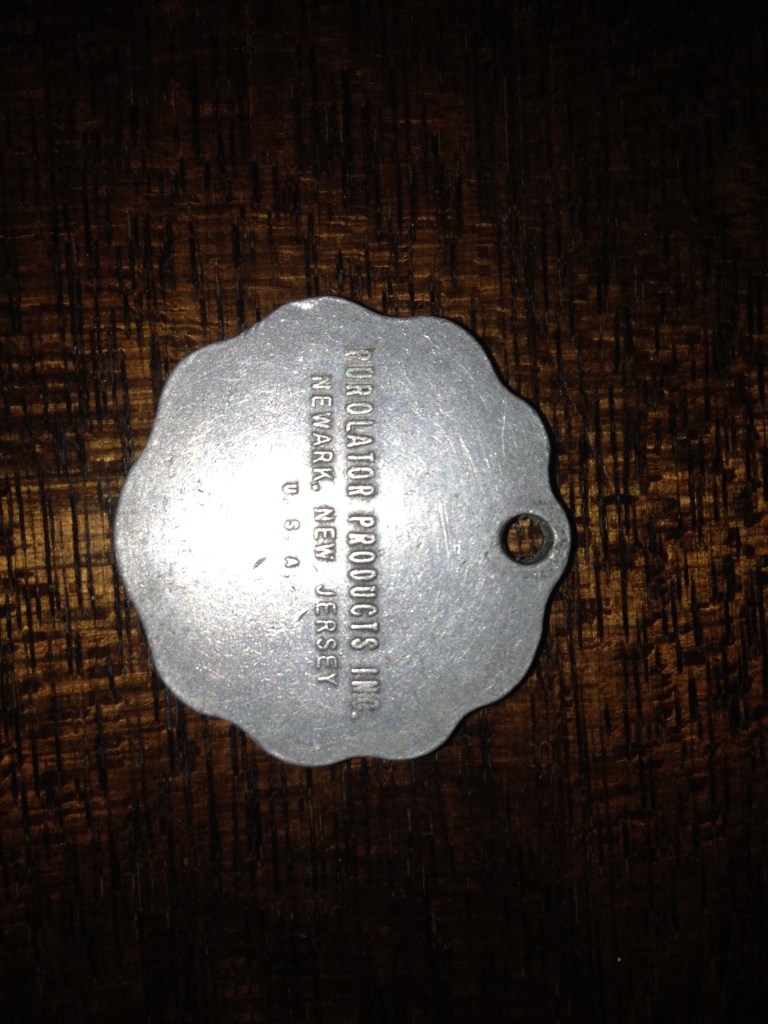 PUROLATOR PRODUCTS INC.
NEWARK, NEW JERSEY
U.S.A.